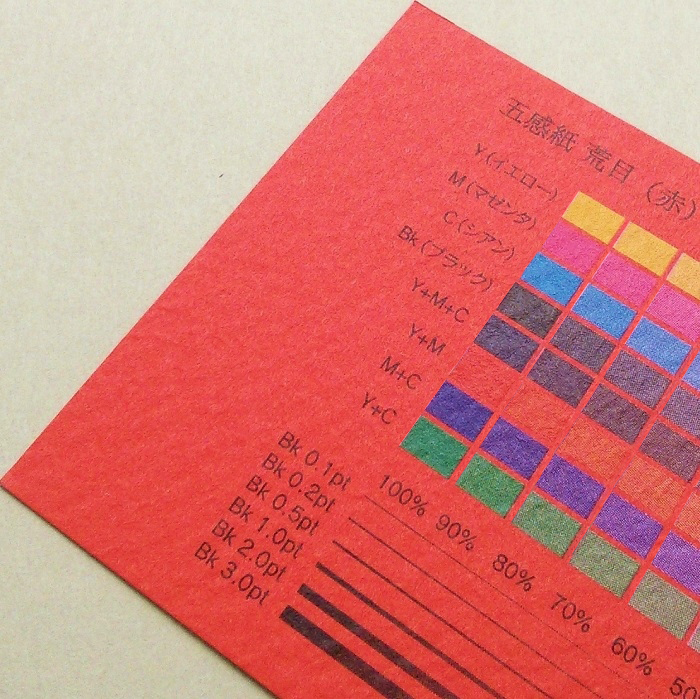 五感紙 荒目 (赤)
Y (イエロー)
M (マゼンタ)
C (シアン)
Bk (ブラック)
Y+M+C
Y+M
M+C
Y+C
100% 90% 80% 70% 60%
Bk 0.1pt
Bk 0.2pt
Bk 0.5pt
Bk 1.0pt
Bk 2.0pt
Bk 3.0pt